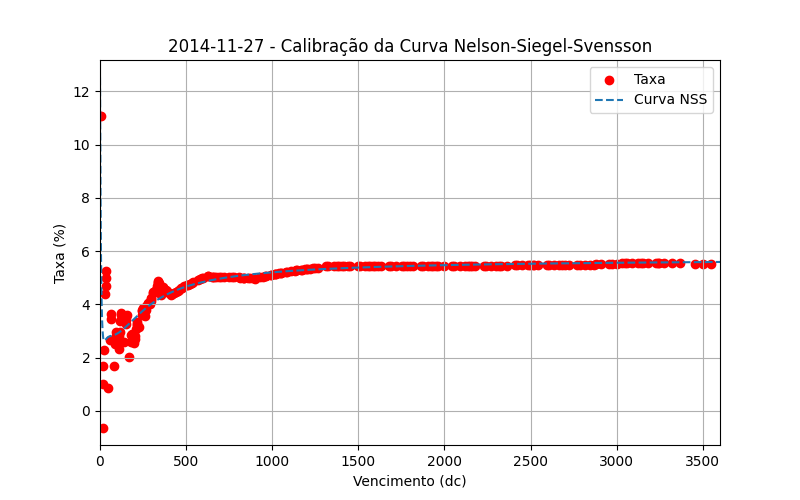 2014-11-27 - Calibração da Curva Nelson-Siegel-Svensson
Taxa
Curva NSS
Taxa (%)
12
10
8
6
4
2
0
0 500 1000 1500 2000 2500 3000 3500
Vencimento (dc)